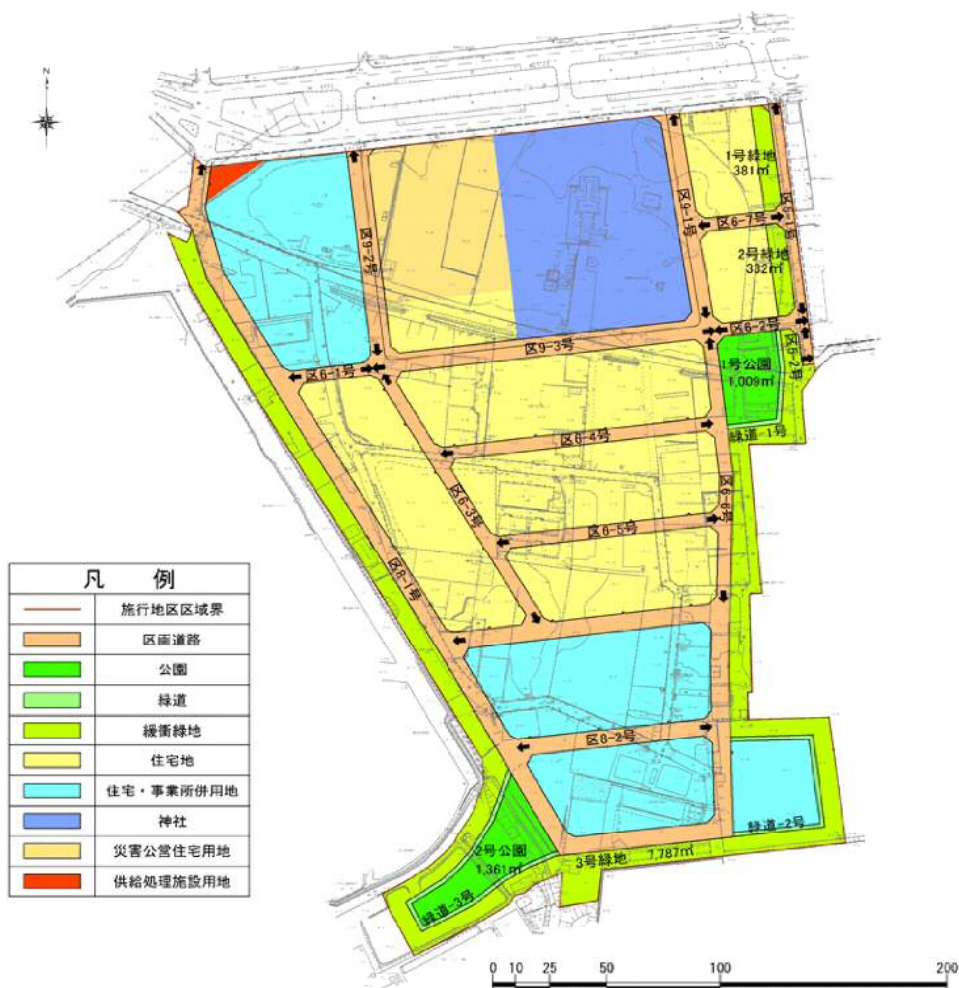 N
1号緑地
381㎡
区5-1号
区9-1号
区6-7号
区9-2号
2号緑地
332㎡
区6-2号
区9-3号
区6-1号
1号公園
1,009㎡
区6-2号
緑道-1号
区6-4号
区6-3号
区6-6号
区6-5号
区8-1号
凡 例
施行地区区域界
区画道路
公園
緑道
緩衝緑地
住宅地
住宅・事業所併用地
神社
災害公営住宅用地
供給処理施設用地
区8-2号
緑道-2号
2号公園
1,361㎡
3号緑地 7,787㎡
緑道-3号
0 10 25 50 100 200